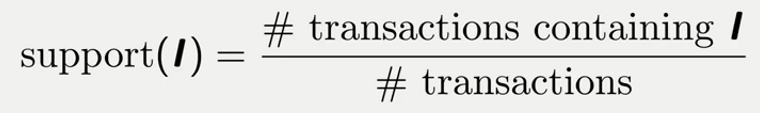 support(I) = # transactions containing I
# transactions